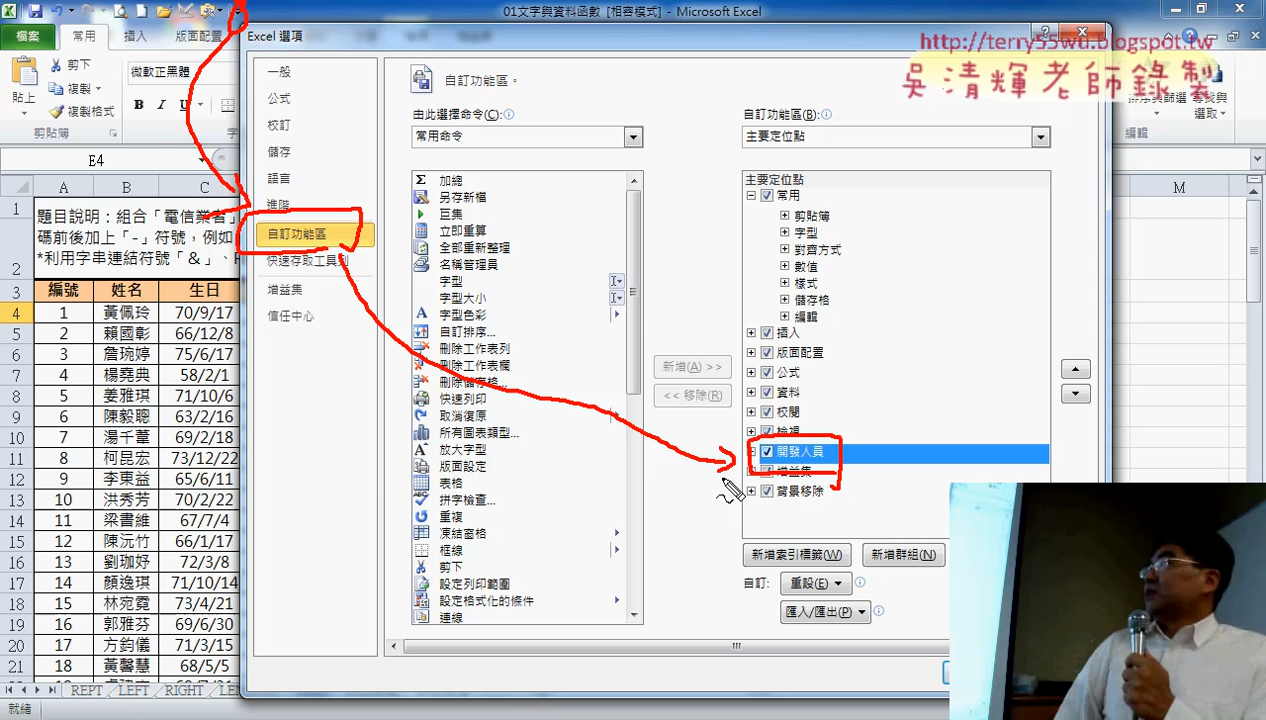 01文字與資料函數 [相容模式] - Microsoft Excel
檔案 常用 插入 版面配置
http://terry55wu.blogspot.tw
吳清輝老師錄製
貼上
剪下
複製
複製格式
剪貼簿
微軟正黑體
B I U
排序與篩選
選取
編輯
E4
A B C M
題目說明：組合「電信業者」
碼前後加上「-」符號，例如
*利用字串連結符號「&」、
編號 姓名 生日
1 黃佩玲 70/9/17
2 賴國彰 66/12/8
3 詹琬婷 75/6/17
4 楊堯典 58/2/1
5 姜雅琪 71/10/6
6 陳毅聰 63/2/16
7 湯千葦 69/2/18
8 柯昆宏 73/12/22
9 李東益 65/6/11
10 洪秀芳 70/2/22
11 梁書維 67/7/4
12 陳沅竹 66/1/17
13 劉珈妤 72/3/8
14 顏逸琪 71/10/14
15 林宛霓 73/4/21
16 郭雅芬 69/6/30
17 方鈞儀 71/3/15
18 黃馨慧 68/5/5
REPT LEFT RIGHT
就緒
Excel 選項
一般
公式
校訂
儲存
語言
進階
自訂功能區
快速存取工具列
增益集
信任中心
自訂功能區。
由此選擇命令(C):
常用命令
加總
另存新檔
巨集
立即重算
全部重新整理
名稱管理員
字型
字型大小
字型色彩
自訂排序...
刪除工作表列
刪除工作表欄
刪除儲存格...
快速列印
取消復原
所有圖表類型...
放大字型
版面設定
表格
拼字檢查...
重複
凍結窗格
框線
剪下
設定列印範圍
設定格式化的條件
連線
新增(A) >>
<< 移除(R)
自訂功能區(B):
主要定位點
主要定位點
常用
剪貼簿
字型
對齊方式
數值
樣式
儲存格
編輯
插入
版面配置
公式
資料
校閱
檢視
開發人員
增益集
背景移除
新增索引標籤(W) 新增群組(N)
自訂: 重設(E)
匯入/匯出(P)